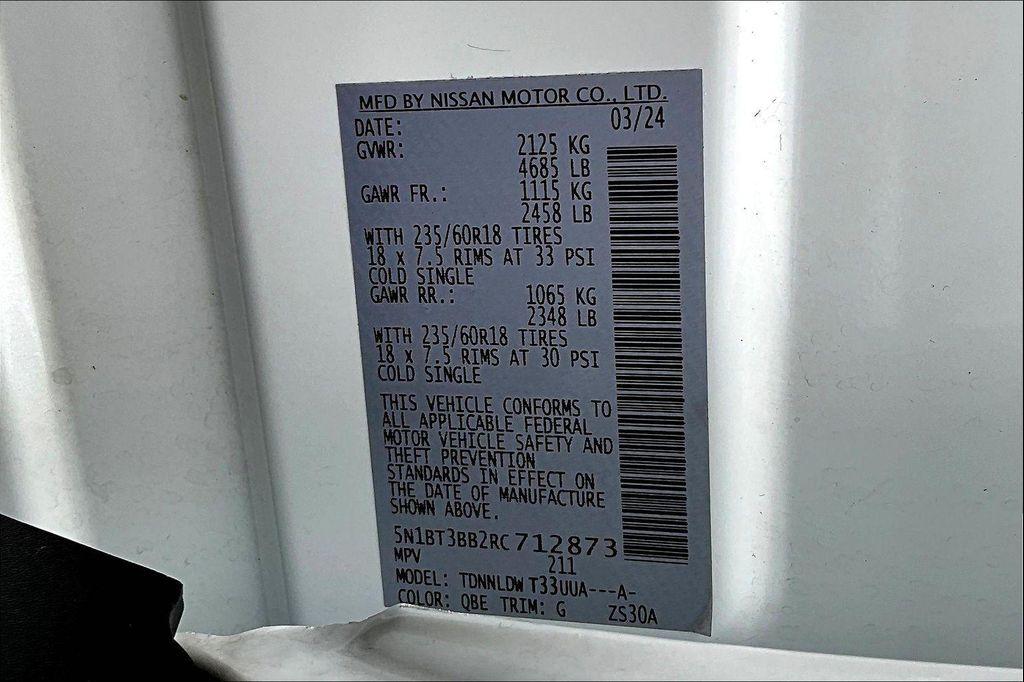 MFD BY NISSAN MOTOR CO., LTD.
DATE: 03/24
GVWR: 2125 KG
4685 LB
GAWR FR.: 1115 KG
2458 LB
WITH 235/60R18 TIRES
18 x 7.5 RIMS AT 33 PSI
COLD SINGLE
GAWR RR.: 1065 KG
2348 LB
WITH 235/60R18 TIRES
18 x 7.5 RIMS AT 30 PSI
COLD SINGLE
THIS VEHICLE CONFORMS TO
ALL APPLICABLE FEDERAL
MOTOR VEHICLE SAFETY AND
THEFT PREVENTION
STANDARDS IN EFFECT ON
THE DATE OF MANUFACTURE
SHOWN ABOVE.
5N1BT3BB2RC712873
MPV 211
MODEL: TDNNLDW T33UUA---A-
COLOR: QBE TRIM: G ZS30A